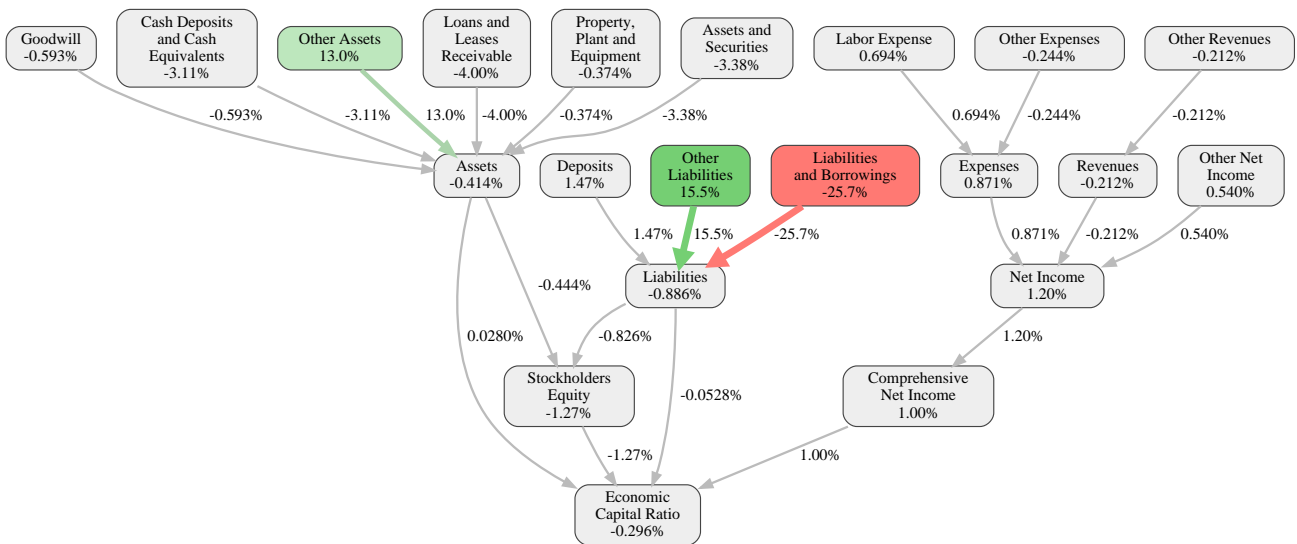 Goodwill
-0.593%
Cash Deposits
and Cash
Equivalents
-3.11%
Other Assets
13.0%
Loans and
Leases
Receivable
-4.00%
Property,
Plant and
Equipment
-0.374%
Assets and
Securities
-3.38%
Labor Expense
0.694%
Other Expenses
-0.244%
Other Revenues
-0.212%
-0.593%
-3.11%
13.0%
-4.00%
-0.374%
-3.38%
0.694%
-0.244%
-0.212%
Assets
-0.414%
Deposits
1.47%
Other
Liabilities
15.5%
Liabilities
and Borrowings
-25.7%
Expenses
0.871%
Revenues
-0.212%
Other Net
Income
0.540%
1.47%
15.5%
-25.7%
0.871%
-0.212%
0.540%
Liabilities
-0.886%
Net Income
1.20%
-0.444%
0.0280%
-0.826%
1.20%
Stockholders
Equity
-1.27%
-0.0528%
Comprehensive
Net Income
1.00%
-1.27%
1.00%
Economic
Capital Ratio
-0.296%